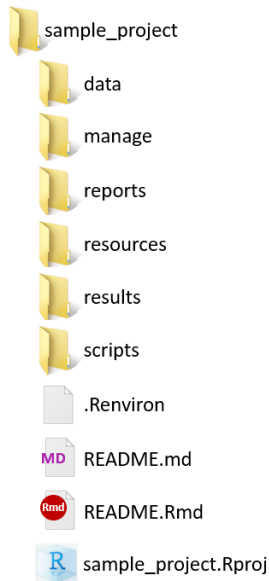 sample_project
data
manage
reports
resources
results
scripts
.Renviron
MD README.md
Rmd README.Rmd
R sample_project.Rproj